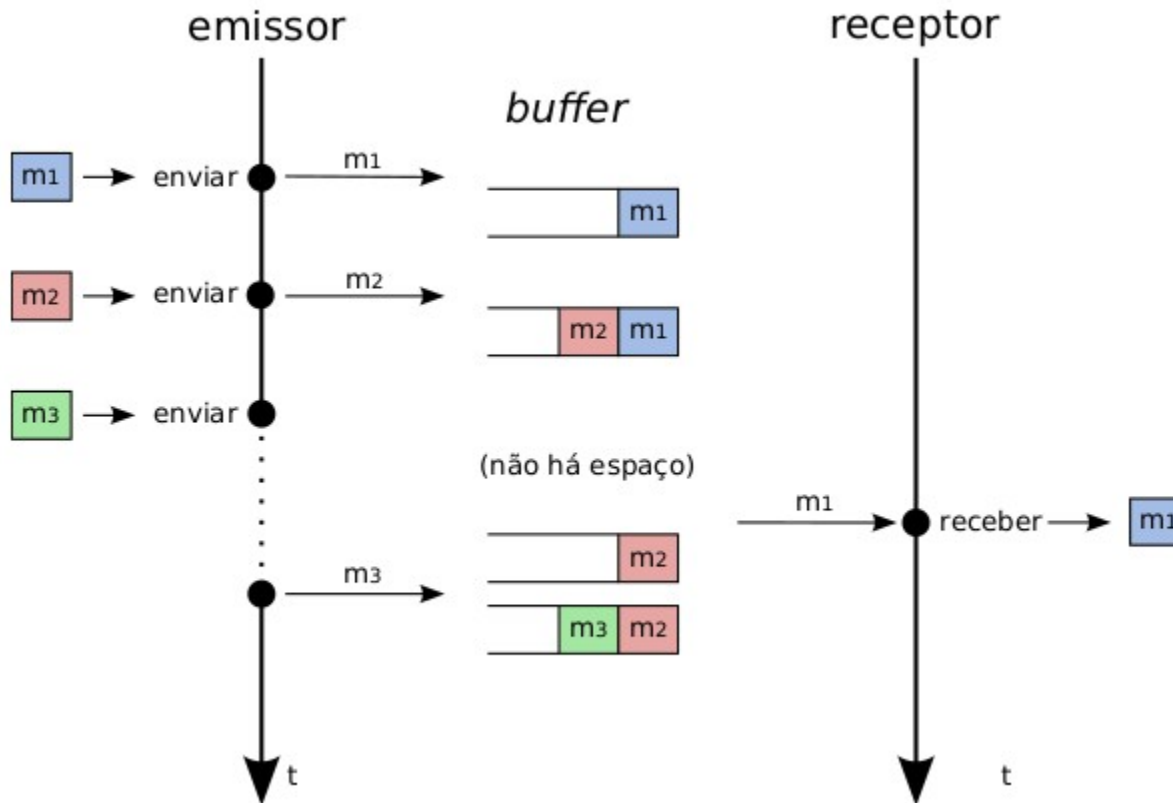 emissor
receptor
buffer
m1
enviar
m1
m1
m2
enviar
m2
m2 m1
m3
enviar
(não há espaço)
m1
receber
m1
m2
m3
m3 m2
t
t